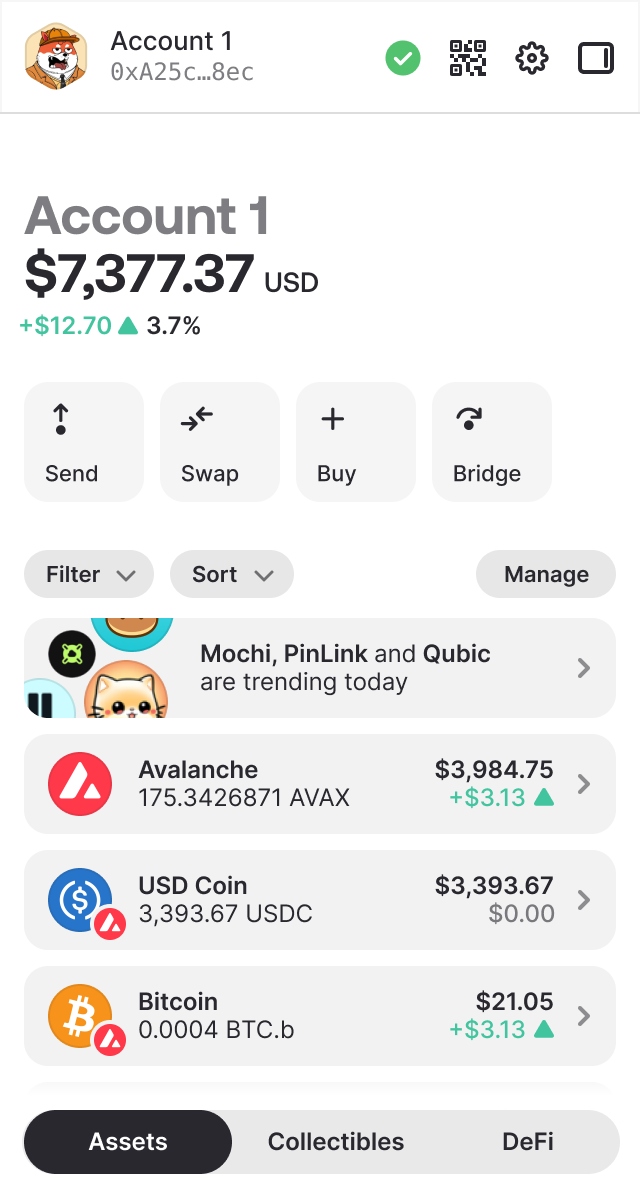 Account 1
0xA25c…8ec
Account 1
$7,377.37 USD
+$12.70 3.7%
Send
Swap
Buy
Bridge
Filter
Sort
Manage
Mochi, PinLink and Qubic
are trending today
Avalanche
$3,984.75
175.3426871 AVAX
+$3.13
USD Coin
$3,393.67
3,393.67 USDC
$0.00
Bitcoin
$21.05
0.0004 BTC.b
+$3.13
Assets
Collectibles
DeFi